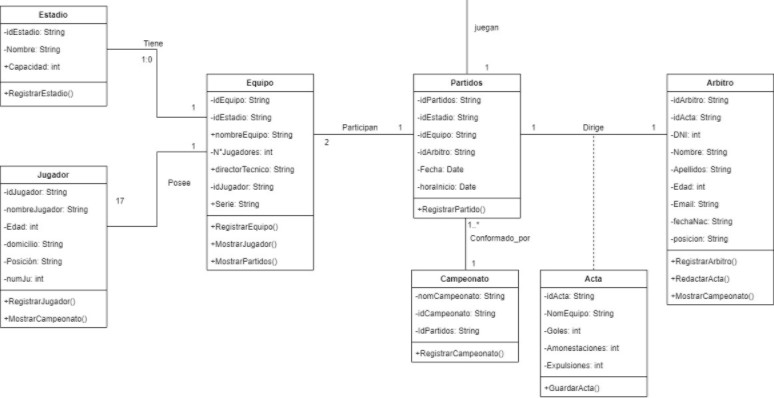 Estadio
-idEstadio: String
-Nombre: String
+Capacidad: int
+RegistrarEstadio()
Tiene
1:0
1
Jugador
-idJugador: String
-nombreJugador: String
-Edad: int
-domicilio: String
-Posición: String
-numJu: int
+RegistrarJugador()
+MostrarCampeonato()
17
Posee
1
Equipo
-idEquipo: String
-idEstadio: String
+nombreEquipo: String
-N°Jugadores: int
+directorTecnico: String
-idJugador: String
+Serie: String
+RegistrarEquipo()
+MostrarJugador()
+MostrarPartidos()
Participan
2
1
juegan
1
Partidos
-idPartidos: String
-idEstadio: String
-idEquipo: String
-idArbitro: String
-Fecha: Date
-horaInicio: Date
+RegistrarPartido()
1..*
Conformado_por
1
Campeonato
-nomCampeonato: String
-idCampeonato: String
-IdPartidos: String
+RegistrarCampeonato()
1
Dirige
1
Acta
-idActa: String
-NomEquipo: String
-Goles: int
-Amonestaciones: int
-Expulsiones: int
+GuardarActa()
Arbitro
-idArbitro: String
-idActa: String
-DNI: int
-Nombre: String
-Apellidos: String
-Edad: int
-Email: String
-fechaNac: String
-posicion: String
+RegistrarArbitro()
+RedactarActa()
+MostrarCampeonato()